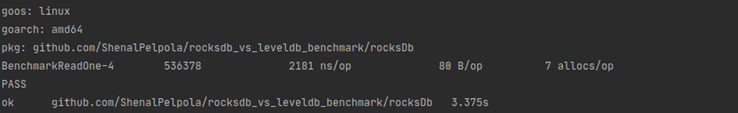 goos: linux
goarch: amd64
pkg: github.com/ShenalPelpola/rocksdb_vs_leveldb_benchmark/rocksDb
BenchmarkReadOne-4 536378 2181 ns/op 80 B/op 7 allocs/op
PASS
ok github.com/ShenalPelpola/rocksdb_vs_leveldb_benchmark/rocksDb 3.375s